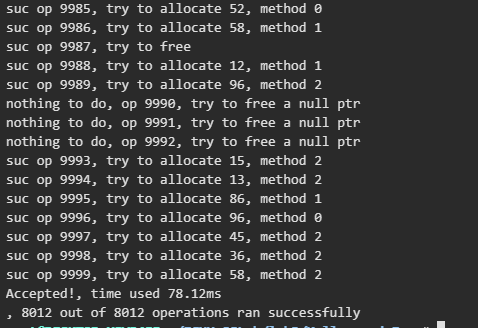 suc op 9985, try to allocate 52, method 0
suc op 9986, try to allocate 58, method 1
suc op 9987, try to free
suc op 9988, try to allocate 12, method 1
suc op 9989, try to allocate 96, method 2
nothing to do, op 9990, try to free a null ptr
nothing to do, op 9991, try to free a null ptr
nothing to do, op 9992, try to free a null ptr
suc op 9993, try to allocate 15, method 2
suc op 9994, try to allocate 13, method 2
suc op 9995, try to allocate 86, method 1
suc op 9996, try to allocate 96, method 0
suc op 9997, try to allocate 45, method 2
suc op 9998, try to allocate 36, method 2
suc op 9999, try to allocate 58, method 2
Accepted!, time used 78.12ms
, 8012 out of 8012 operations ran successfully